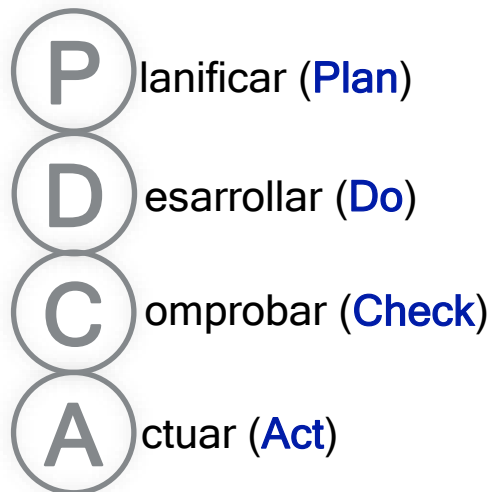 Planificar (Plan)
Desarrollar (Do)
Comprobar (Check)
Actuar (Act)